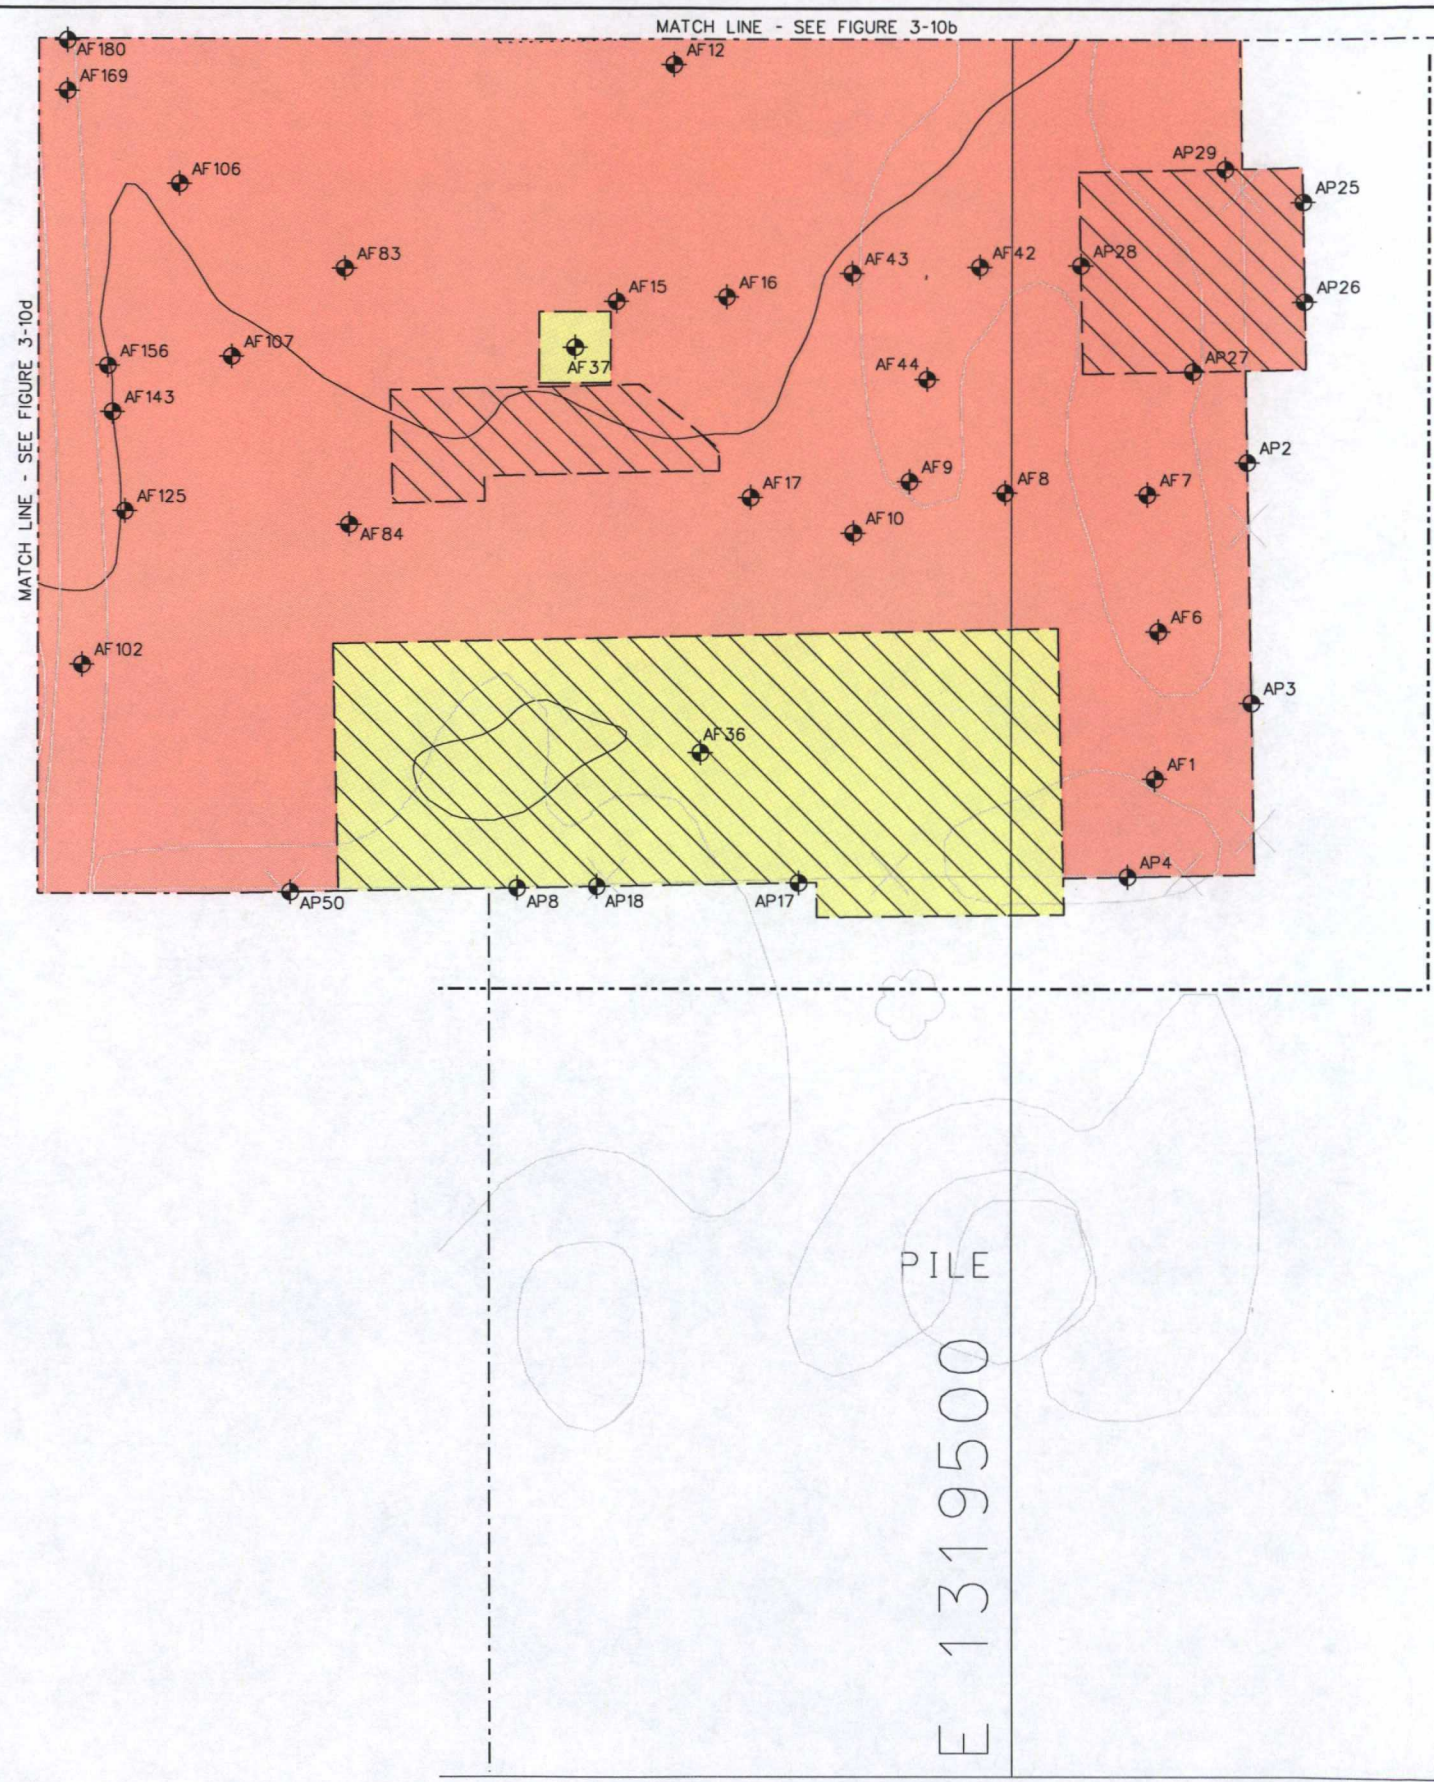 MATCH LINE - SEE FIGURE 3-10b
AF180
AF12
AF169
AP29
AF106
AP25
AF83
AF43
AF42
AP28
AF15
AF16
AP26
MATCH LINE - SEE FIGURE 3-10d
AF107
AF156
AF37
AF44
AP27
AF143
AP2
AF9
AF17
AF8
AF7
AF125
AF10
AF84
AF6
AF102
AP3
AF36
AF1
AP4
AP50
AP8
AP18
AP17
PILE
E 1319500